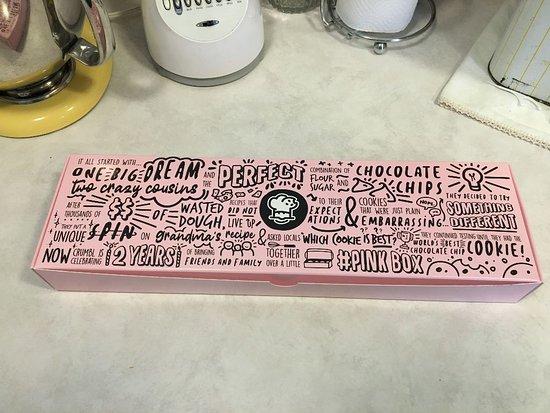 IT ALL STARTED WITH...
ONE BIG DREAM AND THE PERFECT COMBINATION OF FLOUR SUGAR AND CHOCOLATE CHIPS
two crazy cousins
THEY DECIDED TO TRY
AFTER THOUSANDS OF $ OF WASTED DOUGH, RECIPES THAT DID NOT LIVE UP TO THEIR EXPECTATIONS & COOKIES THAT WERE JUST PLAIN EMBARRASSING... NOPE. SOMETHING DIFFERENT
THEY PUT A UNIQUE SPIN ON grandma's recipe & ASKED LOCALS WHICH COOKIE IS BEST? ?? ?? THEY CONTINUED TESTING UNTIL THEY HAD THE WORLD'S BEST CHOCOLATE CHIP COOKIE!
NOW CRUMBL CELEBRATING 2 YEARS OF BRINGING FRIENDS AND FAMILY TOGETHER OVER A LITTLE #PINK BOX